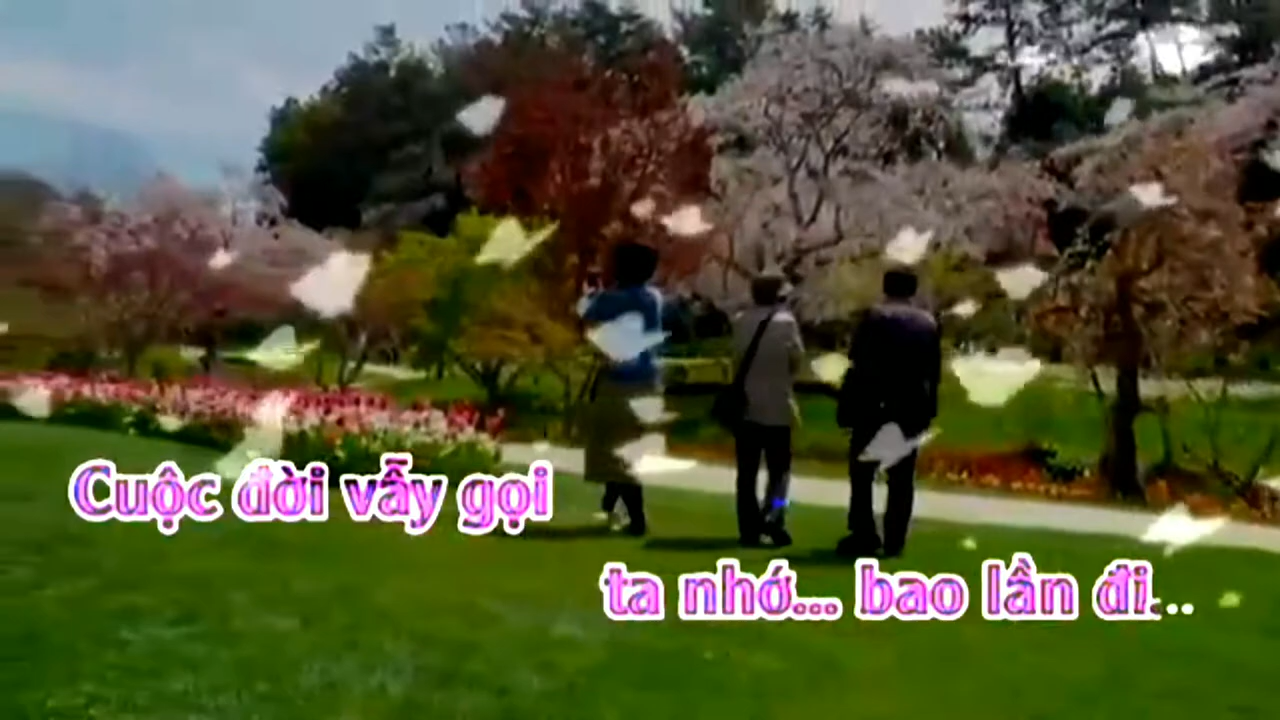 Cuộc đời vẫy gọi
ta nhớ... bao lần đi...